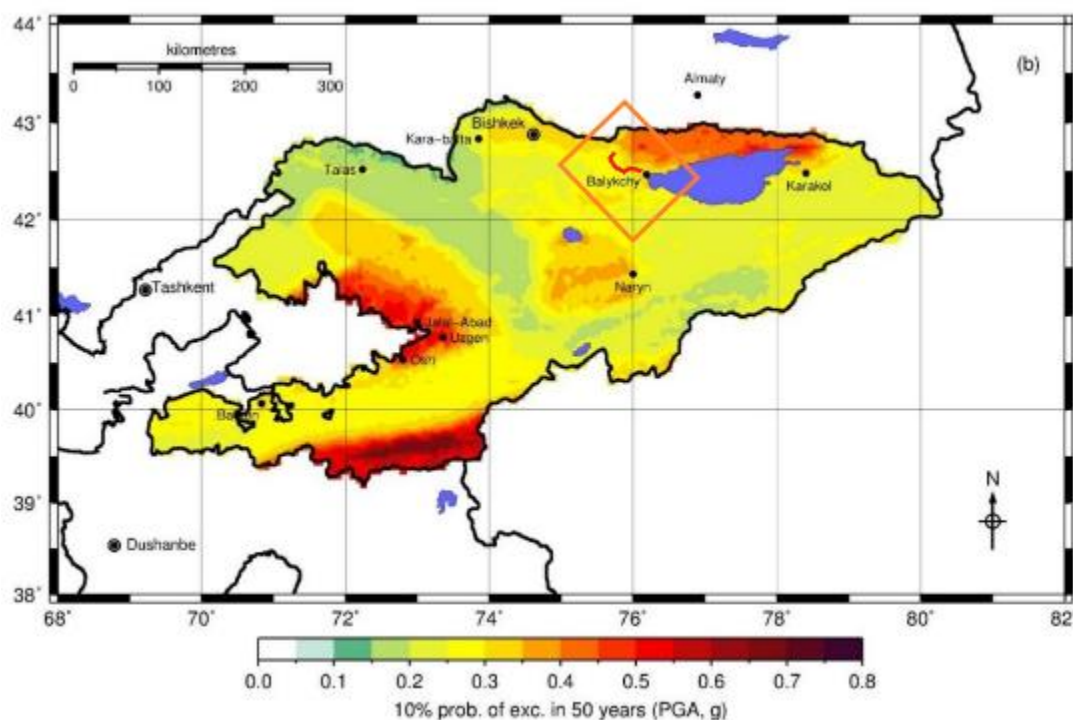 44˚
kilometres
0 100 200 300
(b)
Almaty
43˚
Bishkek
Kara-balta
Talas
Balykchy
Karakol
42˚
Naryn
Tashkent
41˚
Jalal-Abad
Uzgen
Osh
40˚
39˚
N
Dushanbe
38˚
68˚ 70˚ 72˚ 74˚ 76˚ 78˚ 80˚ 82
0.0 0.1 0.2 0.3 0.4 0.5 0.6 0.7 0.8
10% prob. of exc. in 50 years (PGA, g)